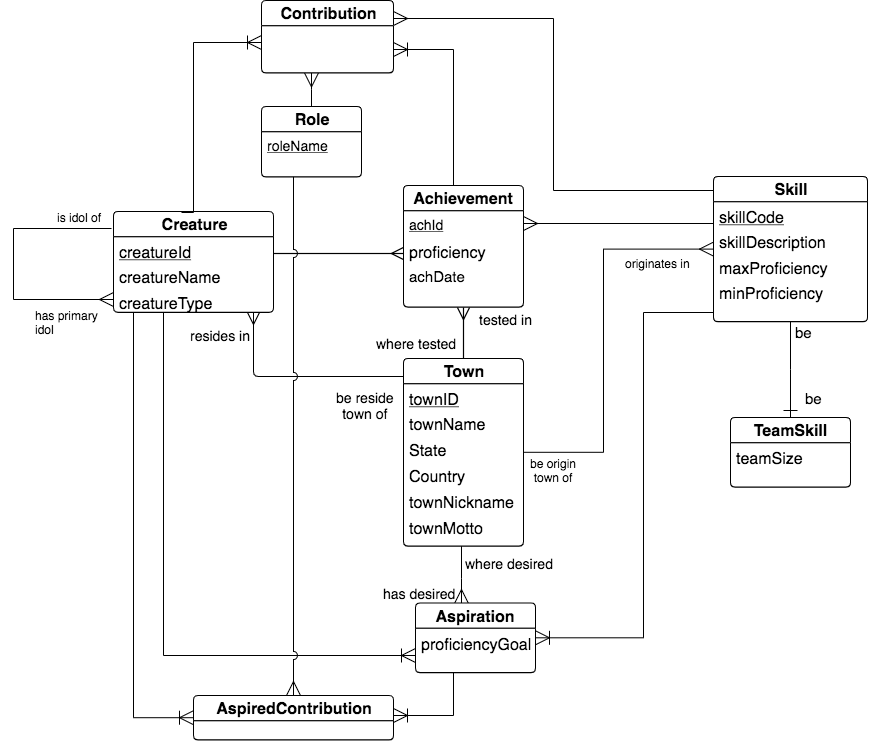 Contribution
Role
roleName
Achievement
achId
proficiency
achDate
Skill
skillCode
skillDescription
maxProficiency
minProficiency
is idol of
Creature
creatureId
creatureName
creatureType
has primary
idol
resides in
originates in
tested in
where tested
be
be
Town
townID
townName
State
Country
townNickname
townMotto
be reside
town of
be origin
town of
TeamSkill
teamSize
where desired
has desired
Aspiration
proficiencyGoal
AspiredContribution